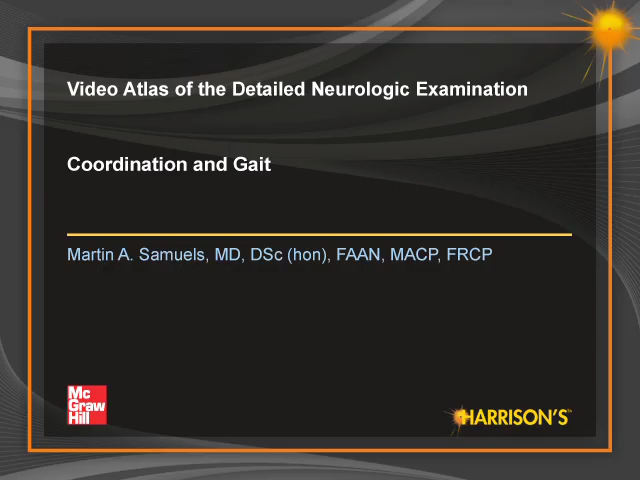 Video Atlas of the Detailed Neurologic Examination
Coordination and Gait
Martin A. Samuels, MD, DSc (hon), FAAN, MACP, FRCP
Mc
Graw
Hill
HARRISON'S™